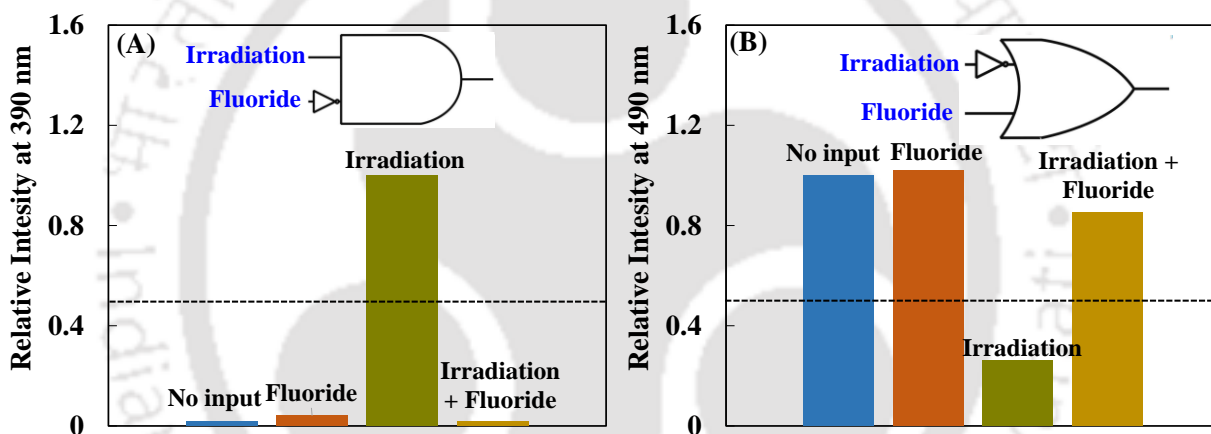 (A)
Relative Intesity at 390 nm
1.6
1.2
0.8
0.4
0
Irradiation
Fluoride
Irradiation
No input
Fluoride
Irradiation
+ Fluoride
(B)
Relative Intesity at 490 nm
1.6
1.2
0.8
0.4
0
Irradiation
Fluoride
No input
Fluoride
Irradiation +
Fluoride
Irradiation